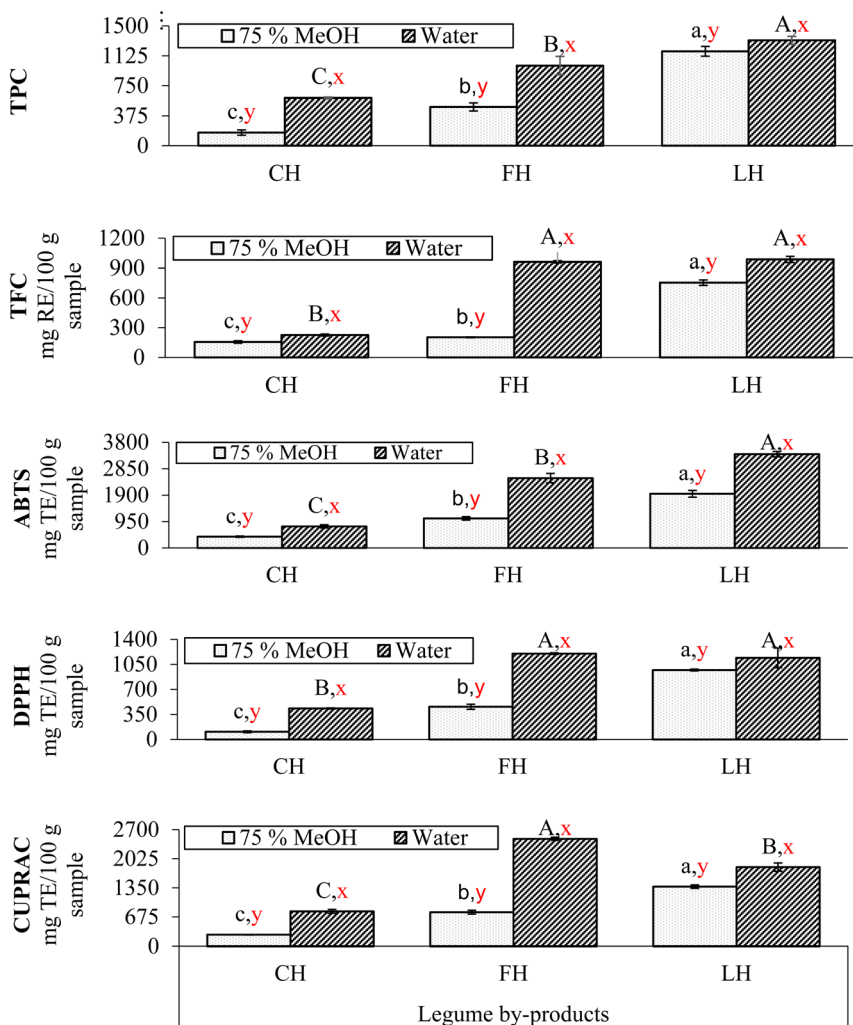 TPC
1500
1125
750
375
0
75 % MeOH Water
c,y C,x b,y B,x a,y A,x
CH FH LH
TFC
mg RE/100 g
sample
1200
900
600
300
0
75 % MeOH Water
c,y B,x b,y A,x a,y A,x
CH FH LH
ABTS
mg TE/100 g
sample
3800
2850
1900
950
0
75 % MeOH Water
c,y C,x b,y B,x a,y A,x
CH FH LH
DPPH
mg TE/100 g
sample
1400
1050
700
350
0
75 % MeOH Water
c,y B,x b,y A,x a,y A,x
CH FH LH
CUPRAC
mg TE/100 g
sample
2700
2025
1350
675
0
75 % MeOH Water
c,y C,x b,y A,x a,y B,x
CH FH LH
Legume by-products